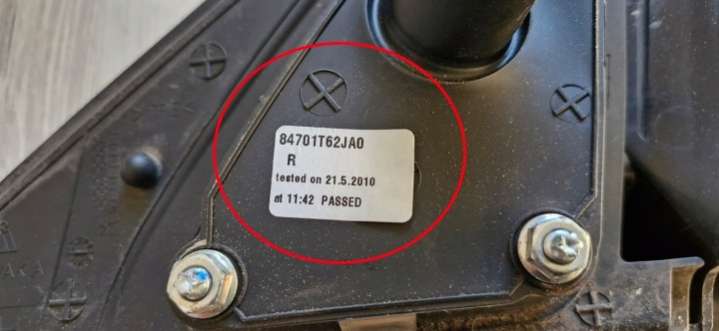 84701T62JA0
R
tested on 21.5.2010
at 11:42 PASSED